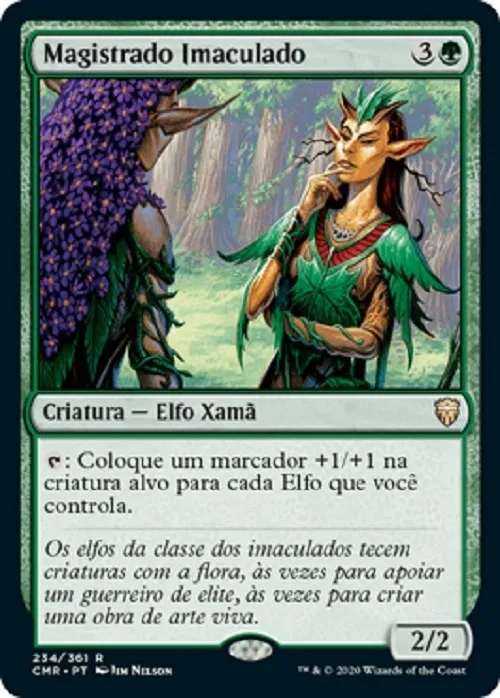 Magistrado Imaculado 3
Criatura — Elfo Xamã
: Coloque um marcador +1/+1 na
criatura alvo para cada Elfo que você
controla.
Os elfos da classe dos imaculados tecem
criaturas com a flora, às vezes para apoiar
um guerreiro de elite, às vezes para criar
uma obra de arte viva.
2/2
234/361 R
CMR • PT Jim Nelson
™ & © 2020 Wizards of the Coast